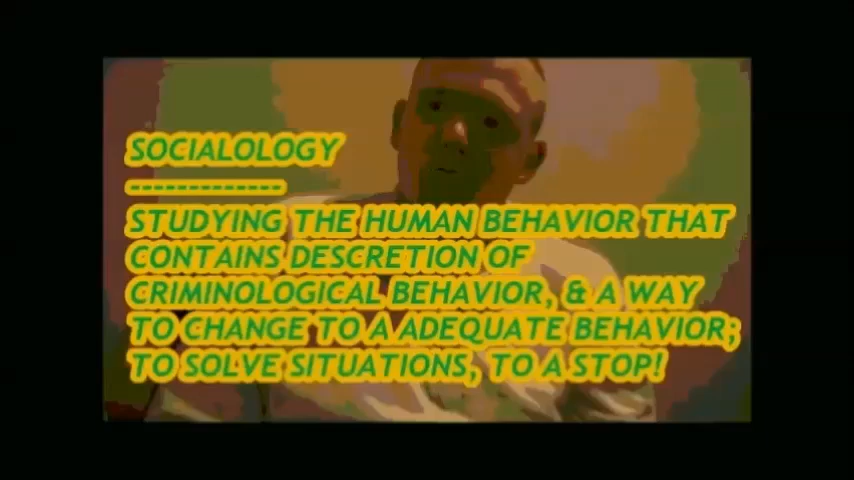 SOCIALOLOGY
-------------
STUDYING THE HUMAN BEHAVIOR THAT
CONTAINS DESCRETION OF
CRIMINOLOGICAL BEHAVIOR, & A WAY
TO CHANGE TO A ADEQUATE BEHAVIOR;
TO SOLVE SITUATIONS, TO A STOP!